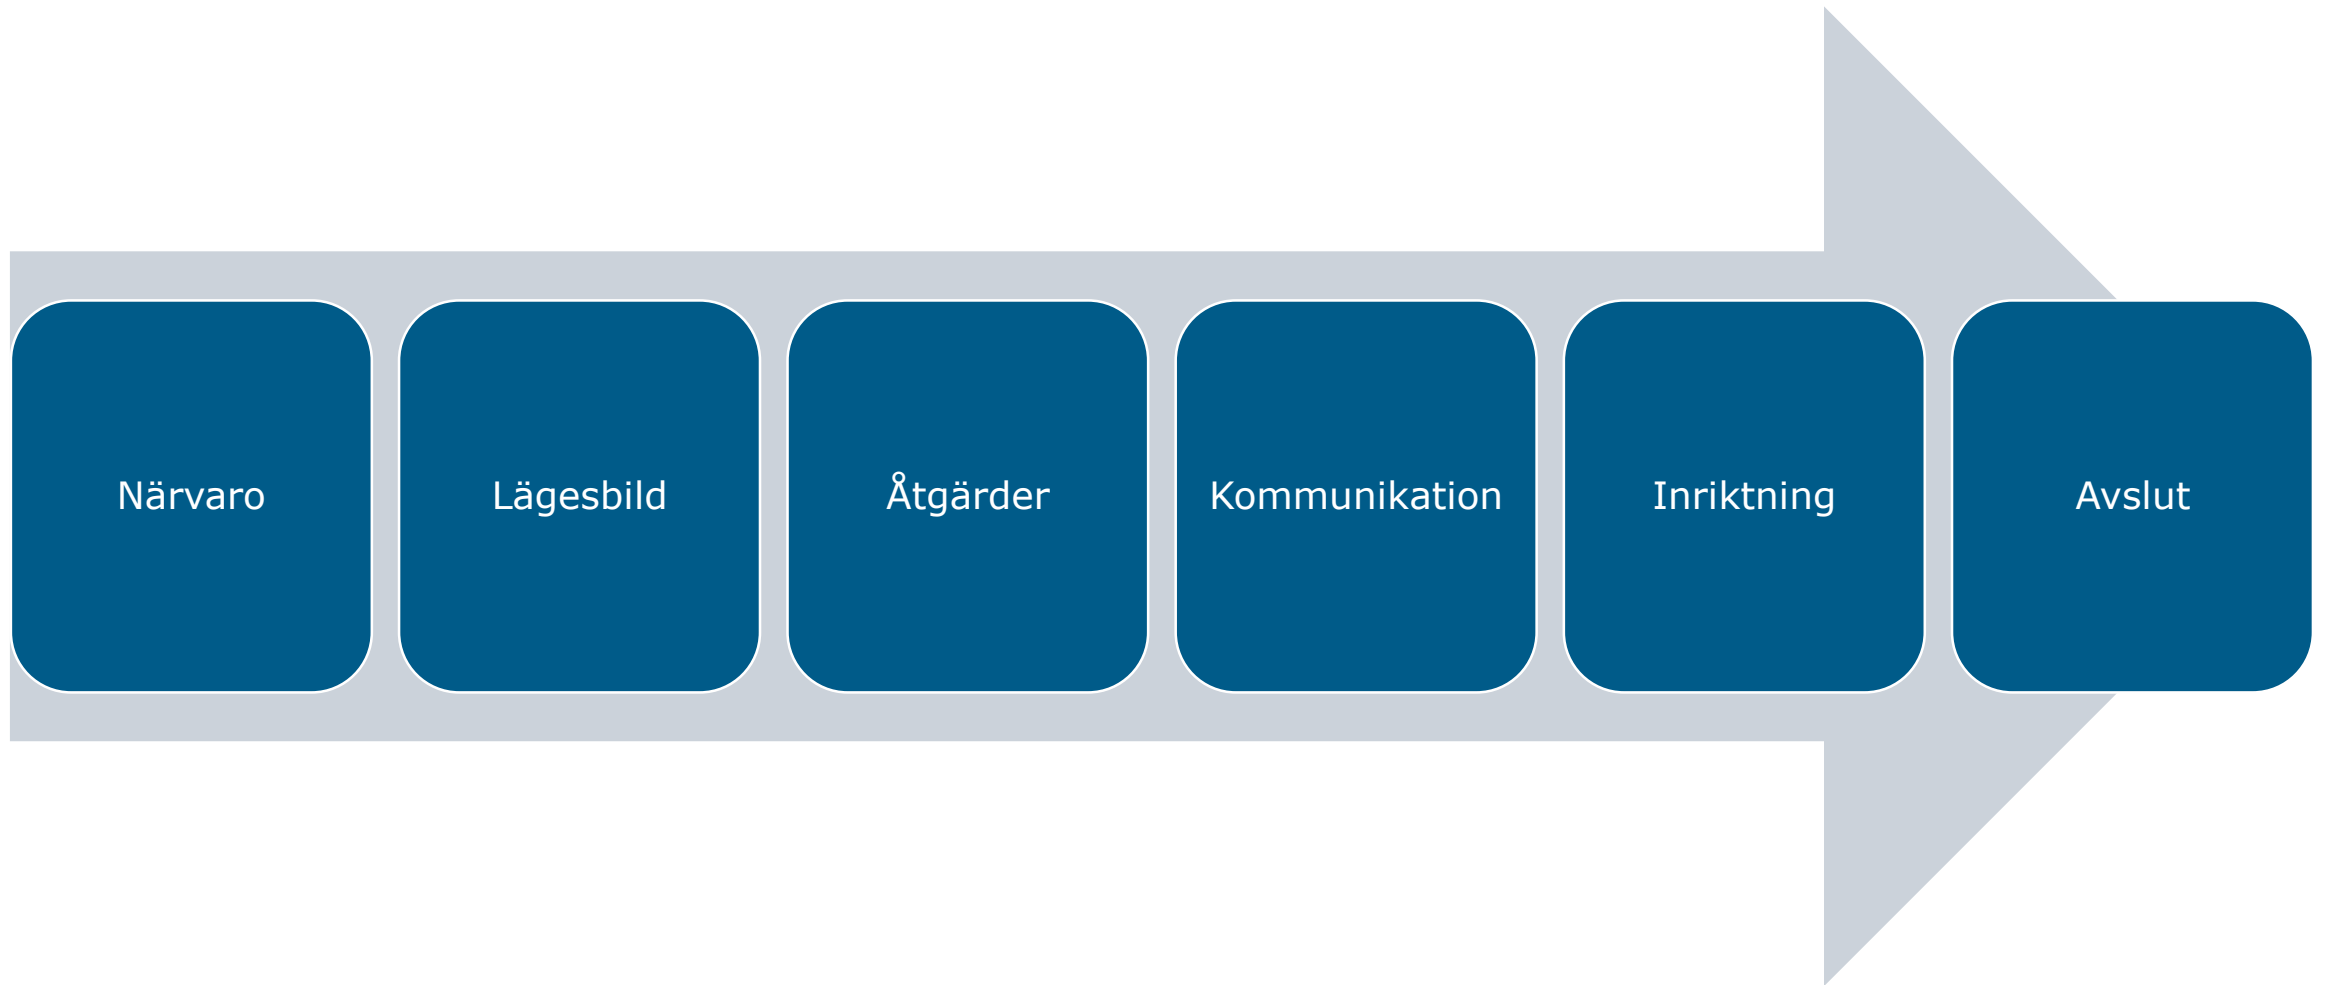 Närvaro
Lägesbild
Åtgärder
Kommunikation
Inriktning
Avslut